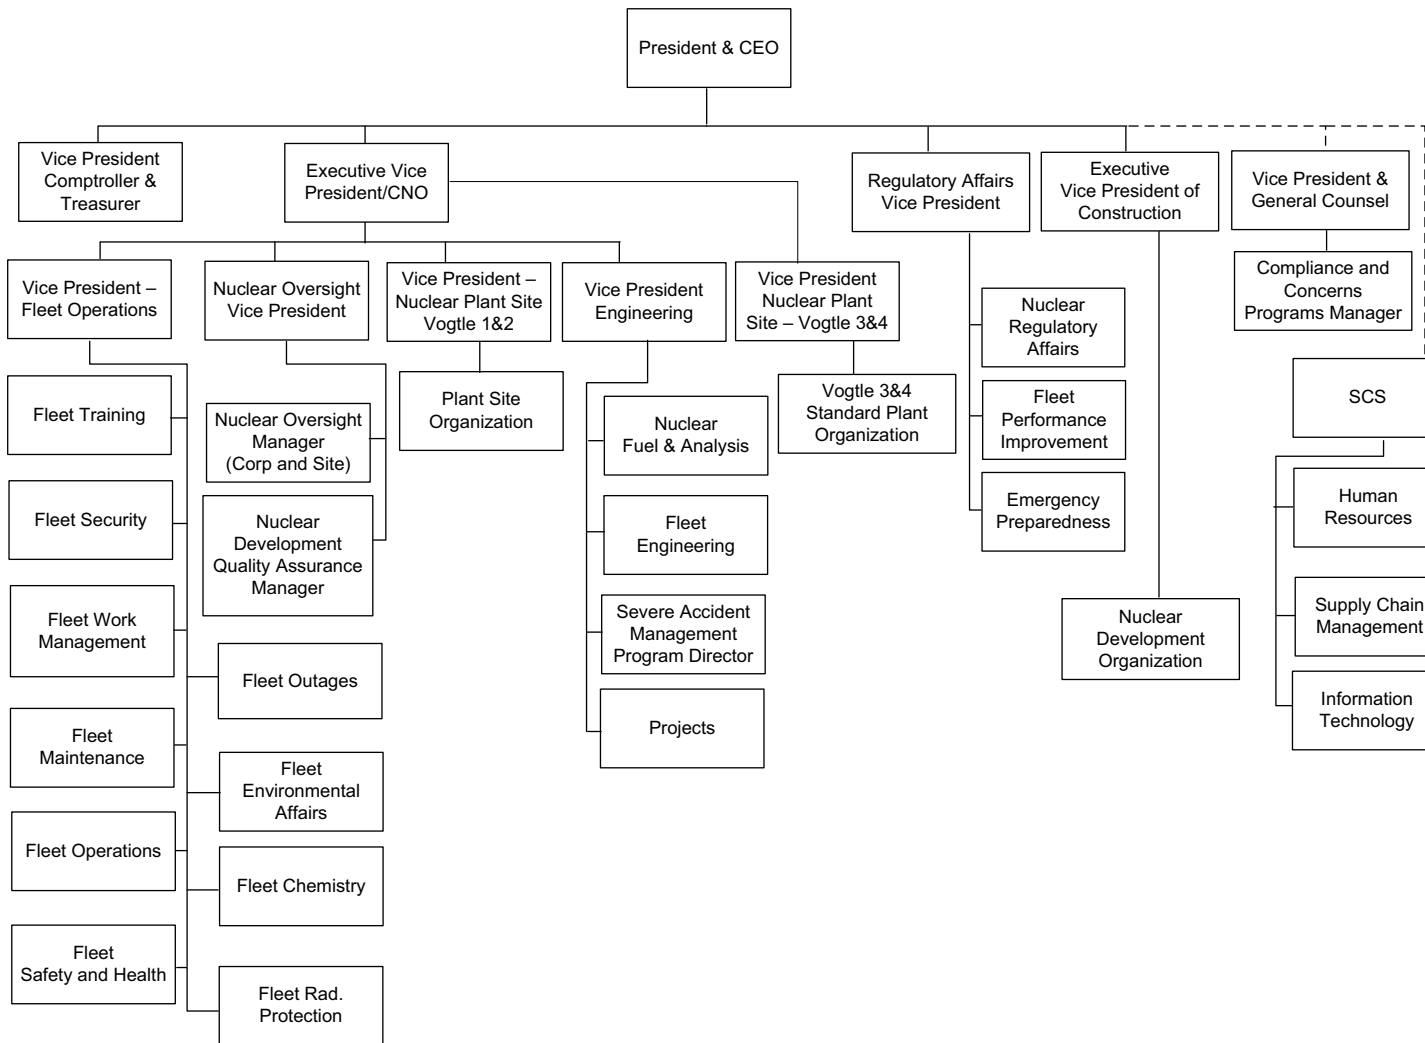 President & CEO
Vice President
Comptroller &
Treasurer
Executive Vice
President/CNO
Regulatory Affairs
Vice President
Executive
Vice President of
Construction
Vice President &
General Counsel
Vice President –
Fleet Operations
Nuclear Oversight
Vice President
Vice President –
Nuclear Plant Site
Vogtle 1&2
Vice President
Engineering
Vice President
Nuclear Plant
Site – Vogtle 3&4
Compliance and
Concerns
Programs Manager
Nuclear
Regulatory
Affairs
Fleet Training
Nuclear Oversight
Manager
(Corp and Site)
Plant Site
Organization
Nuclear
Fuel & Analysis
Vogtle 3&4
Standard Plant
Organization
Fleet
Performance
Improvement
SCS
Fleet Security
Nuclear
Development
Quality Assurance
Manager
Fleet
Engineering
Emergency
Preparedness
Human
Resources
Fleet Work
Management
Severe Accident
Management
Program Director
Nuclear
Development
Organization
Supply Chain
Management
Fleet Outages
Fleet
Maintenance
Projects
Information
Technology
Fleet
Environmental
Affairs
Fleet Operations
Fleet Chemistry
Fleet
Safety and Health
Fleet Rad.
Protection